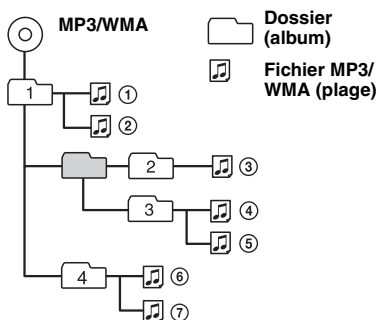 MP3/WMA
Dossier
(album)
Fichier MP3/
WMA (plage)
1
①
②
2
③
3
④
⑤
4
⑥
⑦